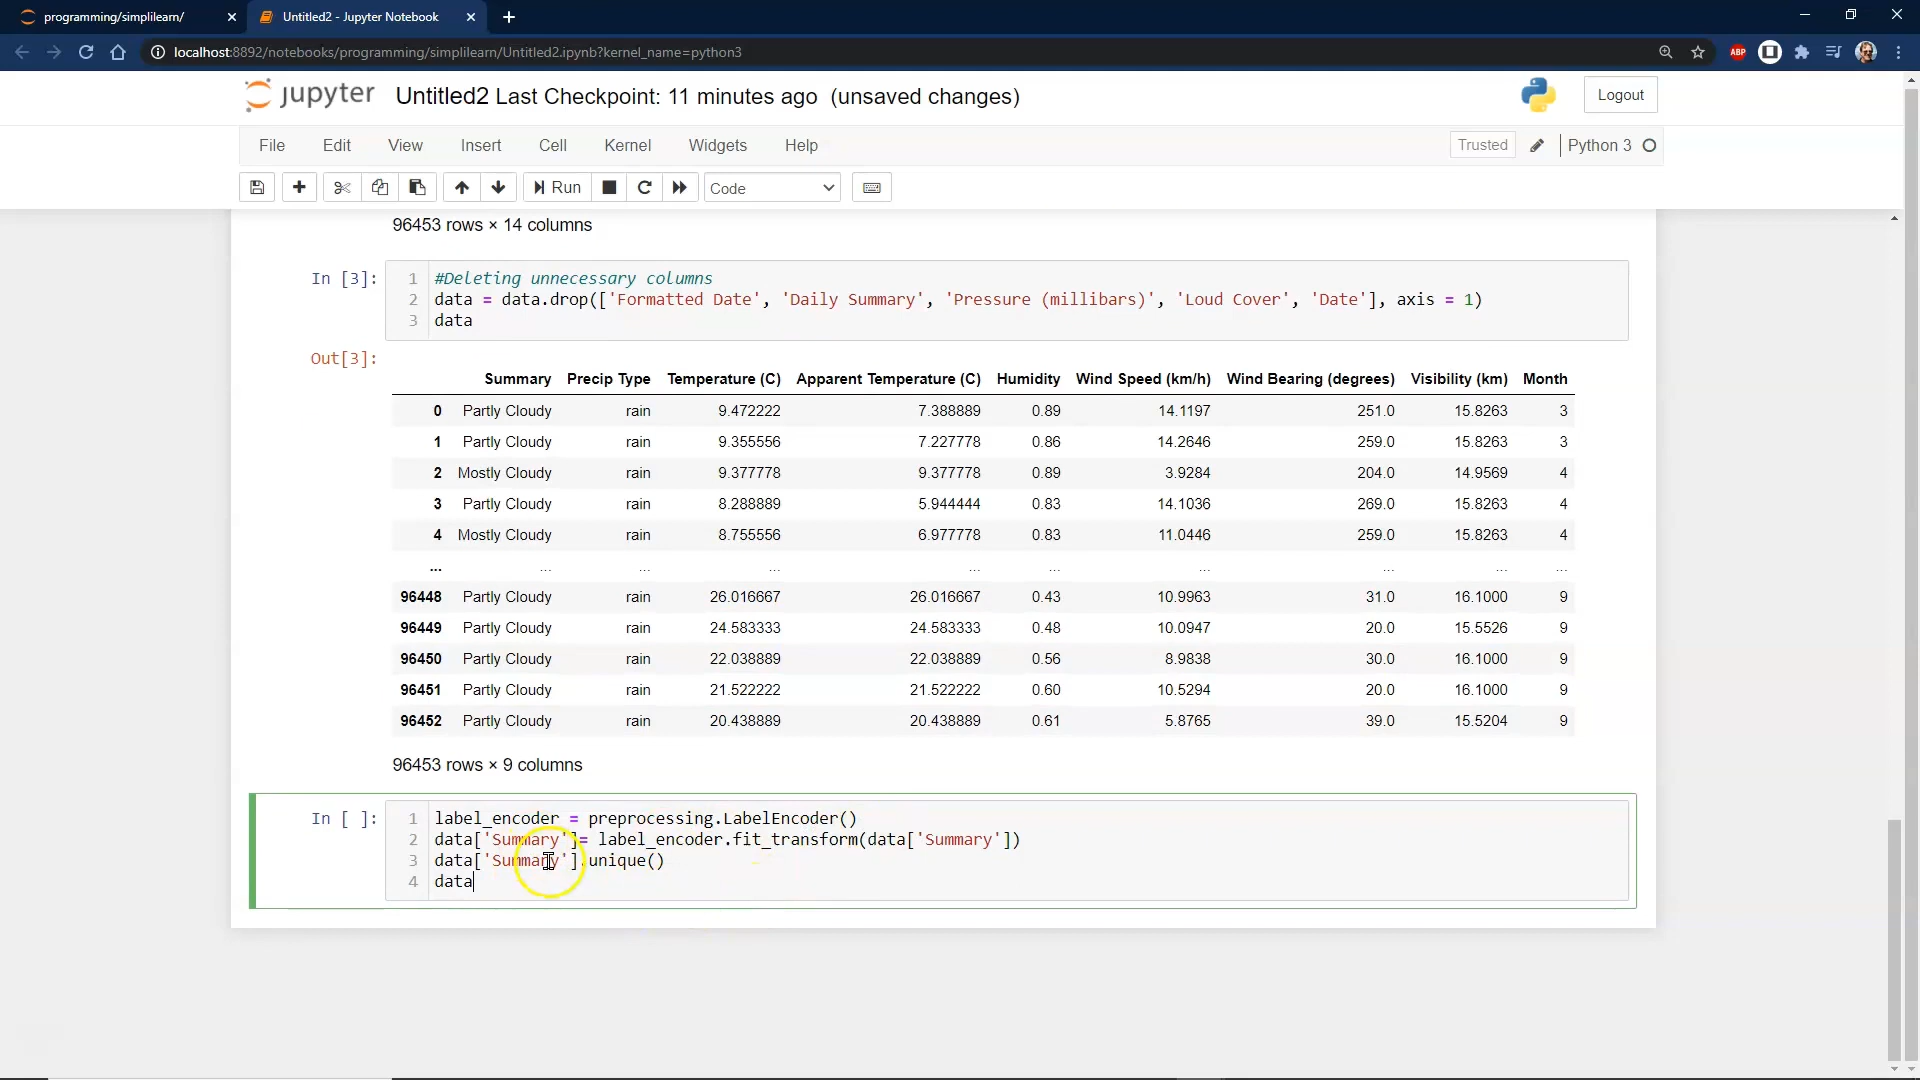 programming/simplilearn/
Untitled2 - Jupyter Notebook
localhost:8892/notebooks/programming/simplilearn/Untitled2.ipynb?kernel_name=python3
ABP
jupyter Untitled2 Last Checkpoint: 11 minutes ago (unsaved changes)
Logout
File Edit View Insert Cell Kernel Widgets Help
Trusted Python 3
Run Code
96453 rows × 14 columns
In [3]:
1 #Deleting unnecessary columns
2 data = data.drop(['Formatted Date', 'Daily Summary', 'Pressure (millibars)', 'Loud Cover', 'Date'], axis = 1)
3 data
Out[3]:
Summary Precip Type Temperature (C) Apparent Temperature (C) Humidity Wind Speed (km/h) Wind Bearing (degrees) Visibility (km) Month
0 Partly Cloudy rain 9.472222 7.388889 0.89 14.1197 251.0 15.8263 3
1 Partly Cloudy rain 9.355556 7.227778 0.86 14.2646 259.0 15.8263 3
2 Mostly Cloudy rain 9.377778 9.377778 0.89 3.9284 204.0 14.9569 4
3 Partly Cloudy rain 8.288889 5.944444 0.83 14.1036 269.0 15.8263 4
4 Mostly Cloudy rain 8.755556 6.977778 0.83 11.0446 259.0 15.8263 4
... ... ... ... ... ... ... ... ... ...
96448 Partly Cloudy rain 26.016667 26.016667 0.43 10.9963 31.0 16.1000 9
96449 Partly Cloudy rain 24.583333 24.583333 0.48 10.0947 20.0 15.5526 9
96450 Partly Cloudy rain 22.038889 22.038889 0.56 8.9838 30.0 16.1000 9
96451 Partly Cloudy rain 21.522222 21.522222 0.60 10.5294 20.0 16.1000 9
96452 Partly Cloudy rain 20.438889 20.438889 0.61 5.8765 39.0 15.5204 9
96453 rows × 9 columns
In [ ]:
1 label_encoder = preprocessing.LabelEncoder()
2 data['Summary']= label_encoder.fit_transform(data['Summary'])
3 data['Summary'].unique()
4 data